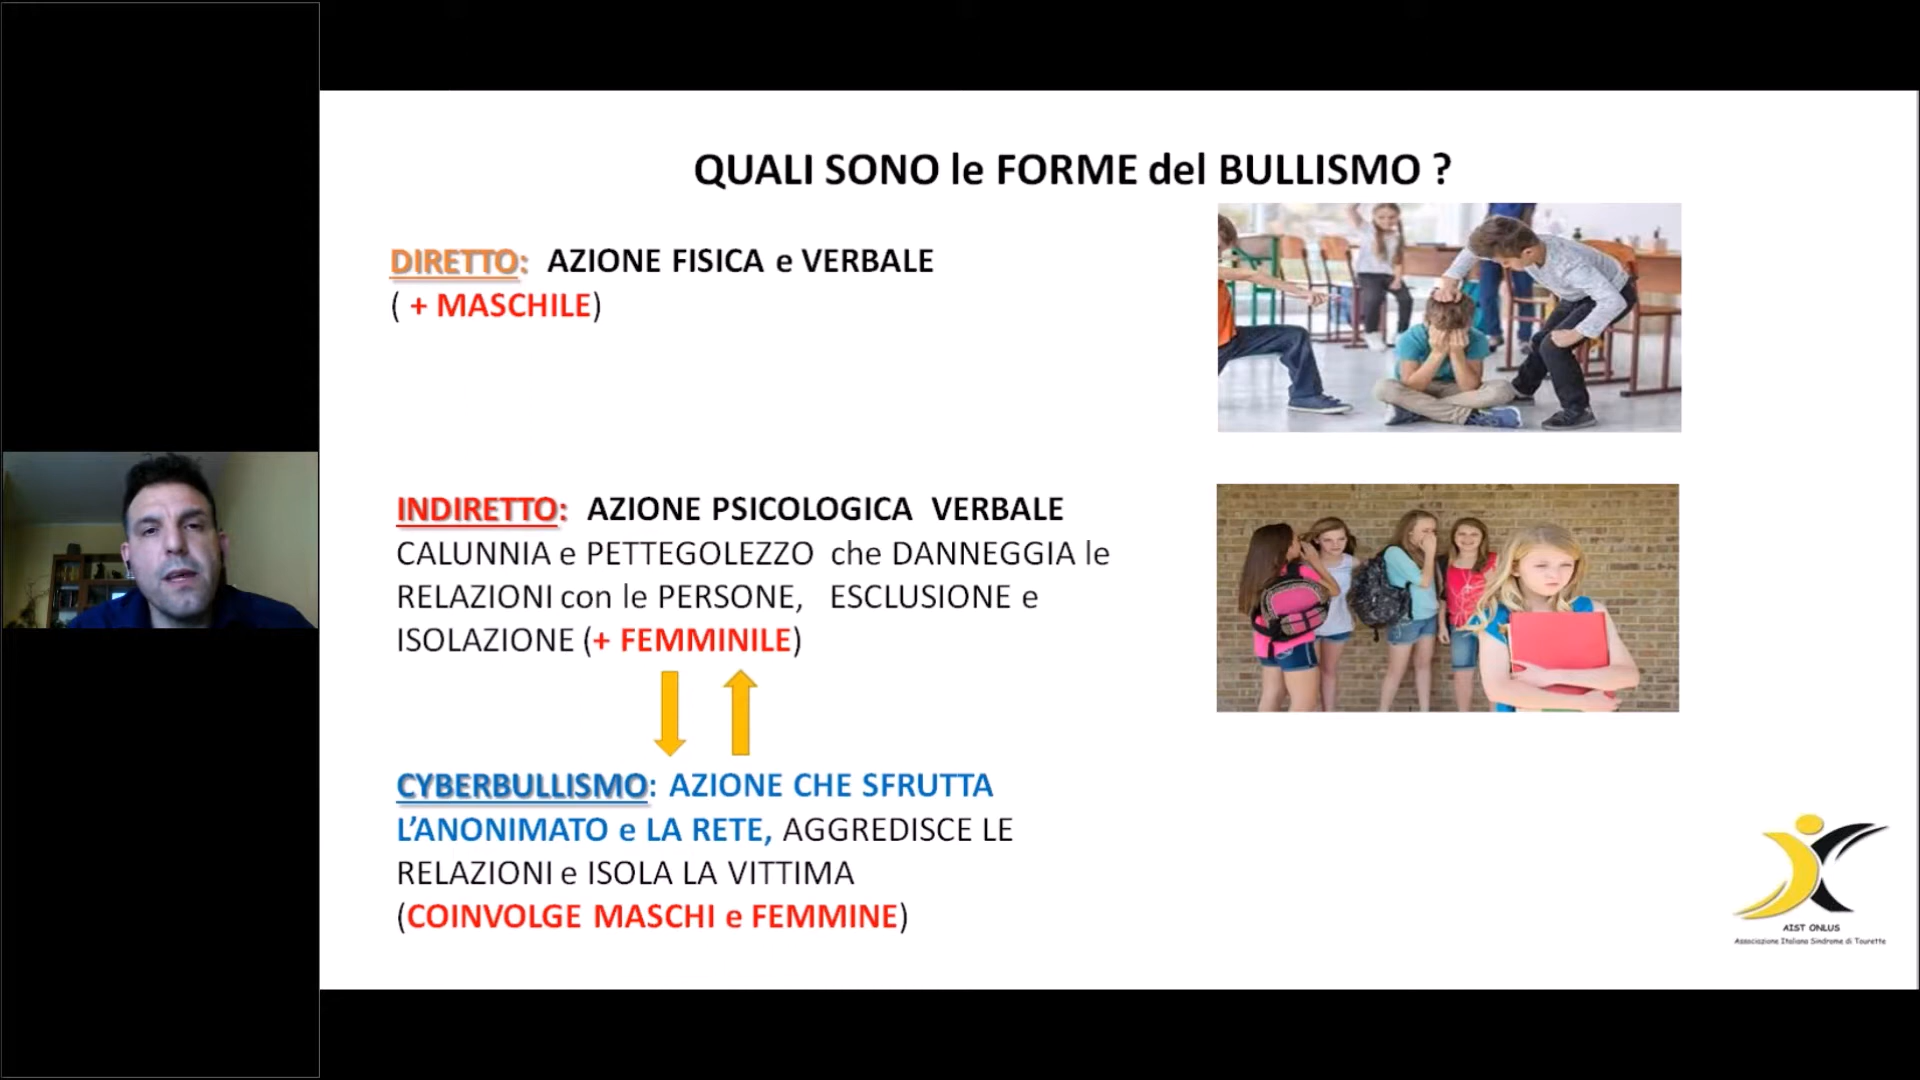 QUALI SONO le FORME del BULLISMO ?
DIRETTO: AZIONE FISICA e VERBALE
( + MASCHILE)
INDIRETTO: AZIONE PSICOLOGICA VERBALE
CALUNNIA e PETTEGOLEZZO che DANNEGGIA le
RELAZIONI con le PERSONE, ESCLUSIONE e
ISOLAZIONE (+ FEMMINILE)
CYBERBULLISMO: AZIONE CHE SFRUTTA
L'ANONIMATO e LA RETE, AGGREDISCE LE
RELAZIONI e ISOLA LA VITTIMA
(COINVOLGE MASCHI e FEMMINE)
AIST ONLUS
Associazione Italiana Sindrome di Tourette